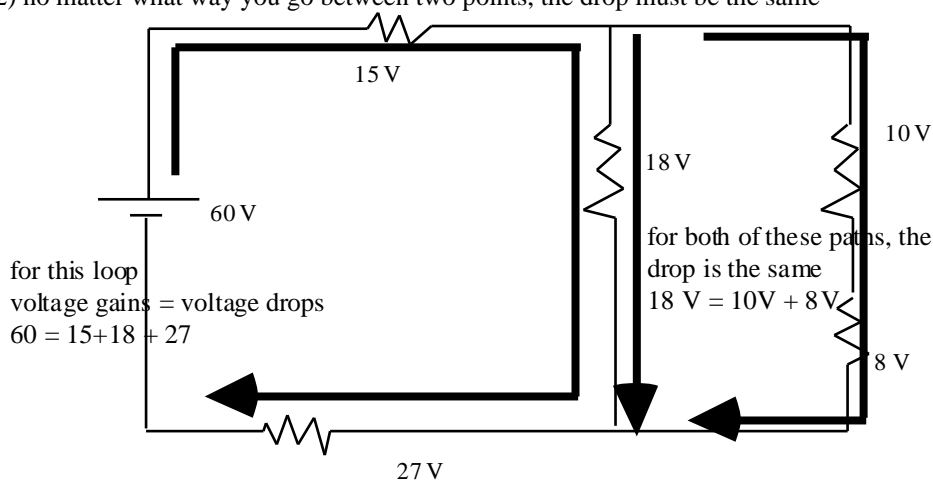 2) no matter what way you go between two points, the drop must be the same
15 V
10 V
18 V
60 V
for both of these paths, the
drop is the same
18 V = 10V + 8V
for this loop
voltage gains = voltage drops
60 = 15+18 + 27
8 V
27 V